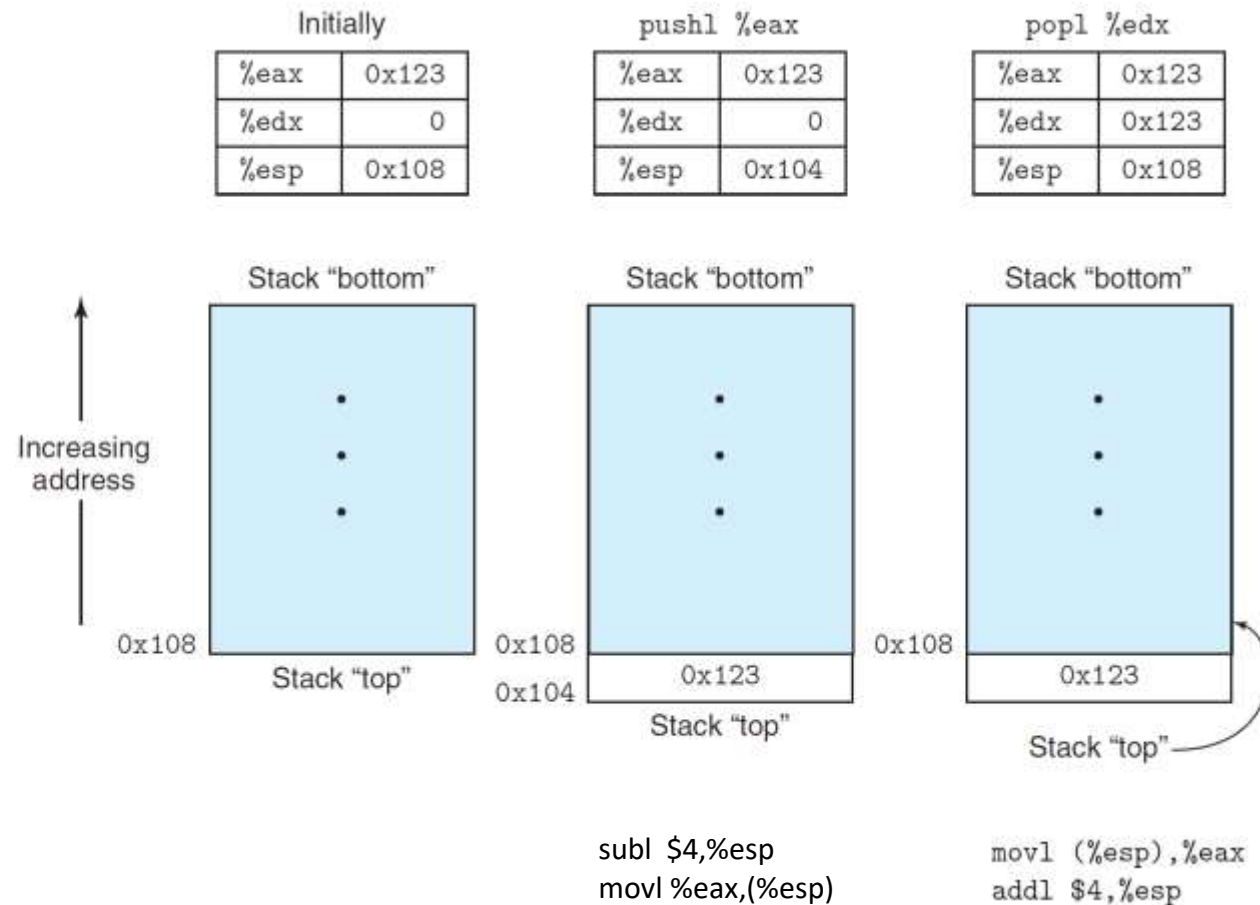 Initially
%eax 0x123
%edx 0
%esp 0x108
pushl %eax
%eax 0x123
%edx 0
%esp 0x104
popl %edx
%eax 0x123
%edx 0x123
%esp 0x108
Increasing
address
Stack “bottom”
0x108
Stack “top”
Stack “bottom”
0x108
0x104
0x123
Stack “top”
Stack “bottom”
0x108
0x123
Stack “top”
subl $4,%esp
movl %eax,(%esp)
movl (%esp),%eax
addl $4,%esp